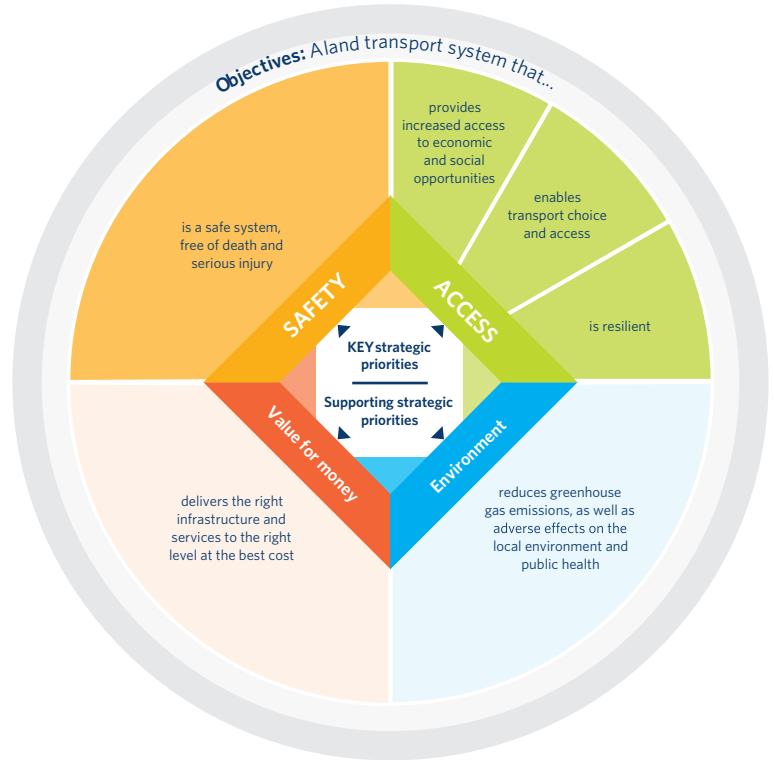 Objectives: A land transport system that...
provides
increased access
to economic
and social
opportunities
enables
transport choice
and access
is a safe system,
free of death and
serious injury
is resilient
SAFETY
ACCESS
KEY strategic
priorities
Supporting strategic
priorities
Value for money
Environment
delivers the right
infrastructure and
services to the right
level at the best cost
reduces greenhouse
gas emissions, as well as
adverse effects on the
local environment and
public health